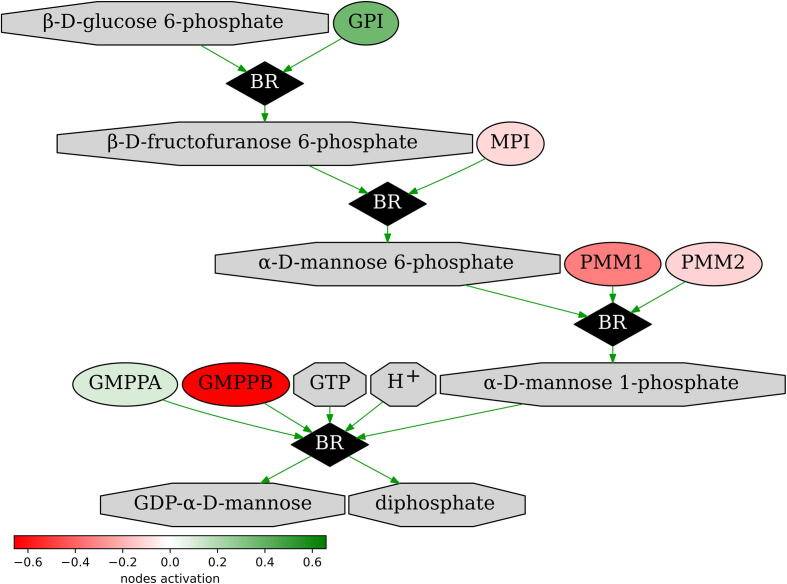 β-D-glucose 6-phosphate
GPI
BR
β-D-fructofuranose 6-phosphate
MPI
BR
α-D-mannose 6-phosphate
PMM1
PMM2
BR
GMPPA
GMPPB
GTP
H+
α-D-mannose 1-phosphate
BR
GDP-α-D-mannose
diphosphate
−0.6 −0.4 −0.2 0.0 0.2 0.4 0.6
nodes activation